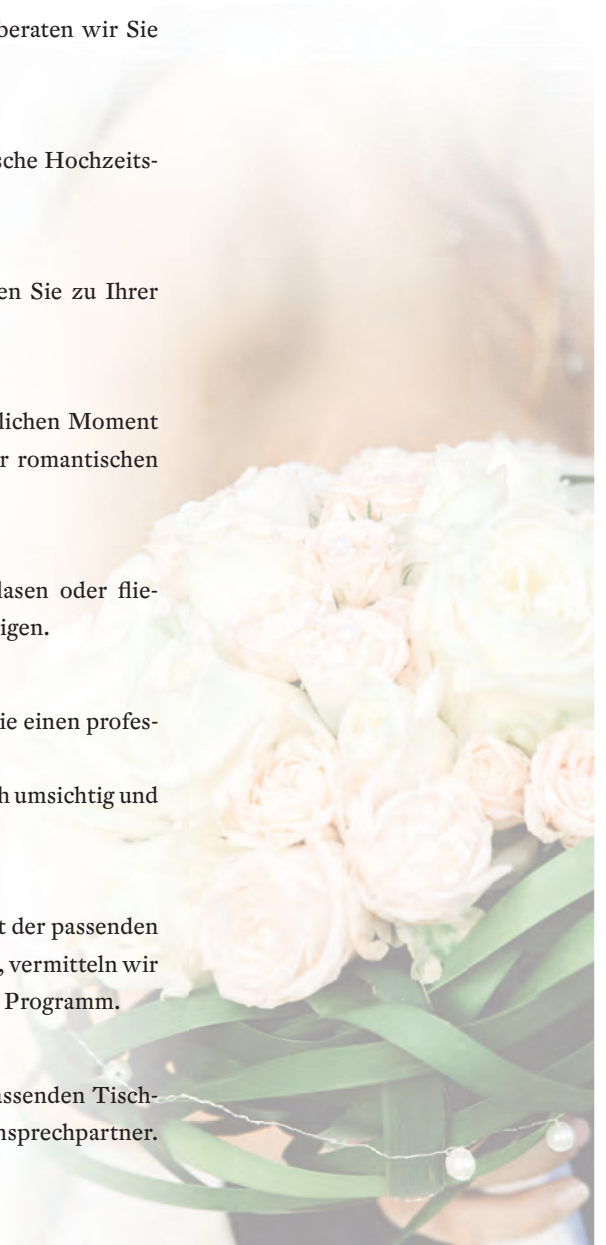 beraten wir Sie
sche Hochzeits-
en Sie zu Ihrer
lichen Moment
r romantischen
lasen oder flie-
igen.
ie einen profes-
h umsichtig und
t der passenden
, vermitteln wir
Programm.
assenden Tisch-
nsprechpartner.